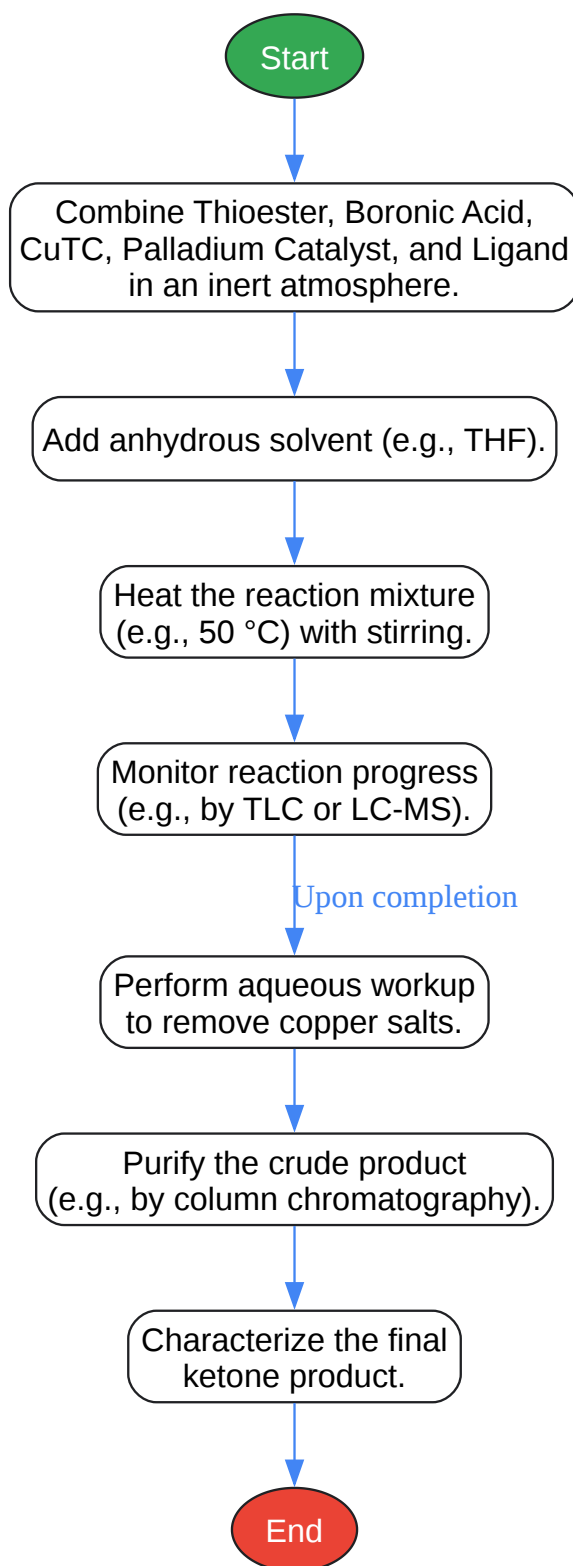 Start
Combine Thioester, Boronic Acid,
CuTC, Palladium Catalyst, and Ligand
in an inert atmosphere.
Add anhydrous solvent (e.g., THF).
Heat the reaction mixture
(e.g., 50 °C) with stirring.
Monitor reaction progress
(e.g., by TLC or LC-MS).
Upon completion
Perform aqueous workup
to remove copper salts.
Purify the crude product
(e.g., by column chromatography).
Characterize the final
ketone product.
End